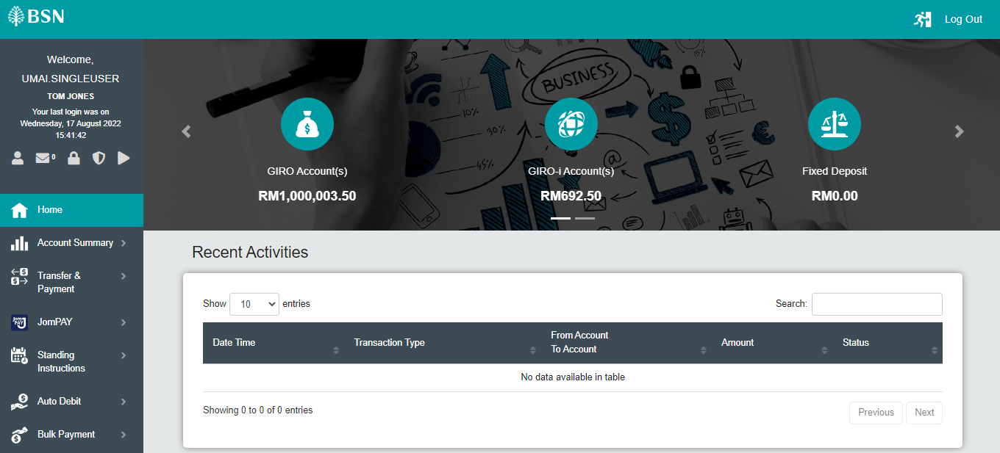 BSN
Log Out
Welcome,
UMAI.SINGLEUSER
TOM JONES
Your last login was on
Wednesday, 17 August 2022
15:41:42
0
Home
Account Summary
Transfer &
Payment
JomPAY
Standing
Instructions
Auto Debit
Bulk Payment
BUSINESS
15%
10%
30%
45%
GIRO Account(s)
RM1,000,003.50
GIRO-i Account(s)
RM692.50
Fixed Deposit
RM0.00
Recent Activities
Show 10 entries
Search:
Date Time
Transaction Type
From Account
To Account
Amount
Status
No data available in table
Showing 0 to 0 of 0 entries
Previous
Next